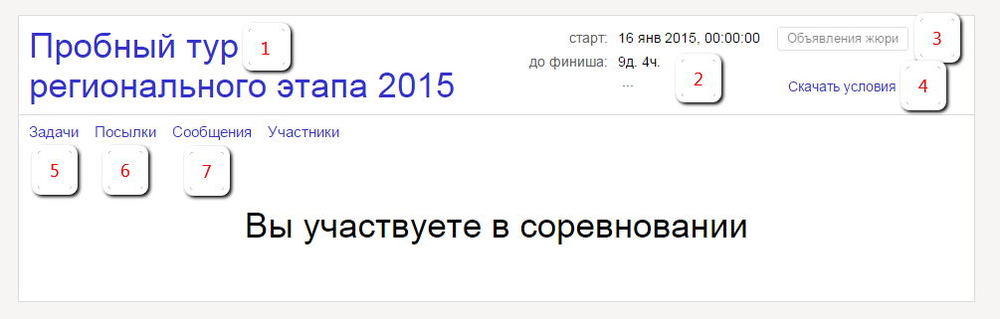 Пробный тур 1
регионального этапа 2015
старт: 16 янв 2015, 00:00:00
до финиша: 9д. 4ч.
...
2
Объявления жюри 3
Скачать условия 4
Задачи Посылки Сообщения Участники
5 6 7
Вы участвуете в соревновании